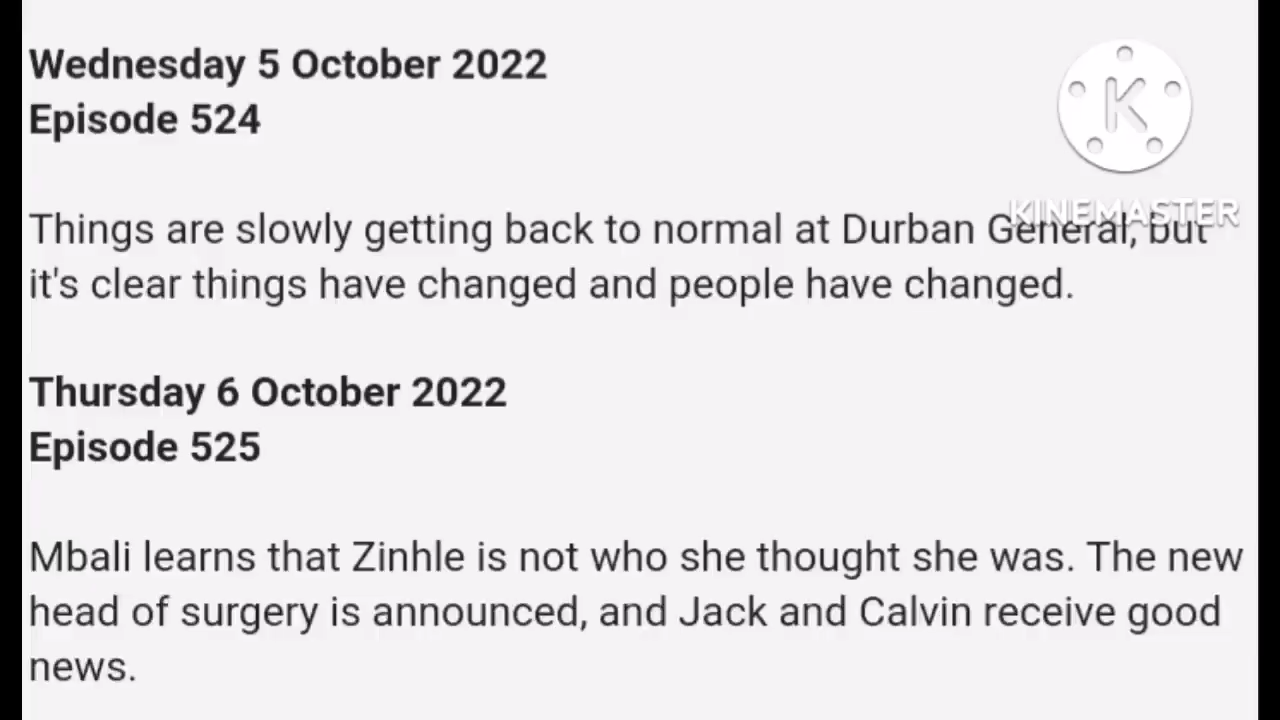 Wednesday 5 October 2022
Episode 524
K
KINEMASTER
Things are slowly getting back to normal at Durban General, but
it's clear things have changed and people have changed.
Thursday 6 October 2022
Episode 525
Mbali learns that Zinhle is not who she thought she was. The new
head of surgery is announced, and Jack and Calvin receive good
news.